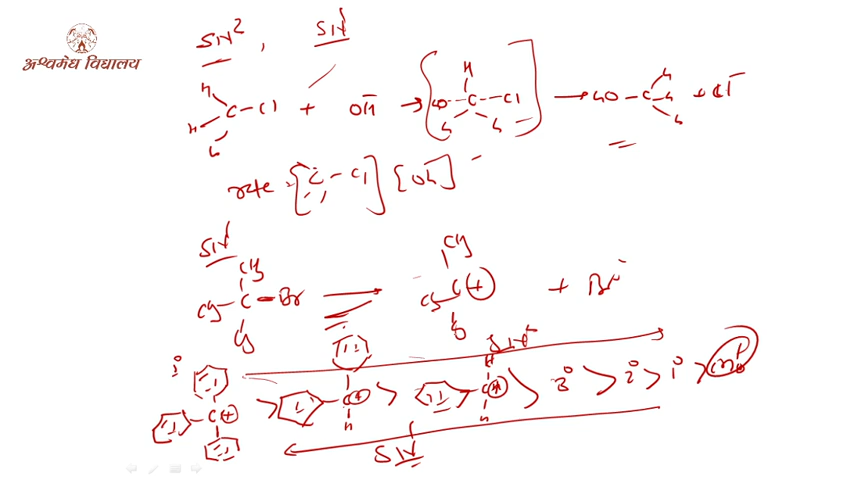 SN², SN¹
अश्वमेध विद्यालय
H H H C-Cl + OH⁻ → [HO--C--Cl H H H]⁻ → HO-C H H H + Cl⁻
rate = [C-Cl] [OH]⁻
SN¹
CH₃ CH₃-C-Br CH₃ → CH₃ CH₃ C⊕ + Br⁻
SN²
C⊕ > C⊕ H > C⊕ H H > 3° > 2° > 1° >
SN¹